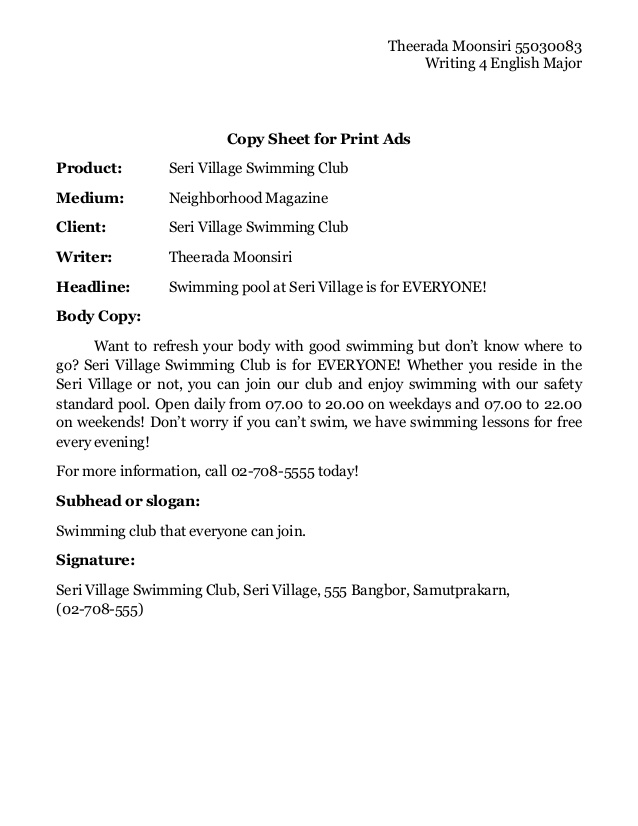 Theerada Moonsiri 55030083
Writing 4 English Major
Copy Sheet for Print Ads
Product: Seri Village Swimming Club
Medium: Neighborhood Magazine
Client: Seri Village Swimming Club
Writer: Theerada Moonsiri
Headline: Swimming pool at Seri Village is for EVERYONE!
Body Copy:
Want to refresh your body with good swimming but don’t know where to
go? Seri Village Swimming Club is for EVERYONE! Whether you reside in the
Seri Village or not, you can join our club and enjoy swimming with our safety
standard pool. Open daily from 07.00 to 20.00 on weekdays and 07.00 to 22.00
on weekends! Don’t worry if you can’t swim, we have swimming lessons for free
every evening!
For more information, call 02-708-5555 today!
Subhead or slogan:
Swimming club that everyone can join.
Signature:
Seri Village Swimming Club, Seri Village, 555 Bangbor, Samutprakarn,
(02-708-555)